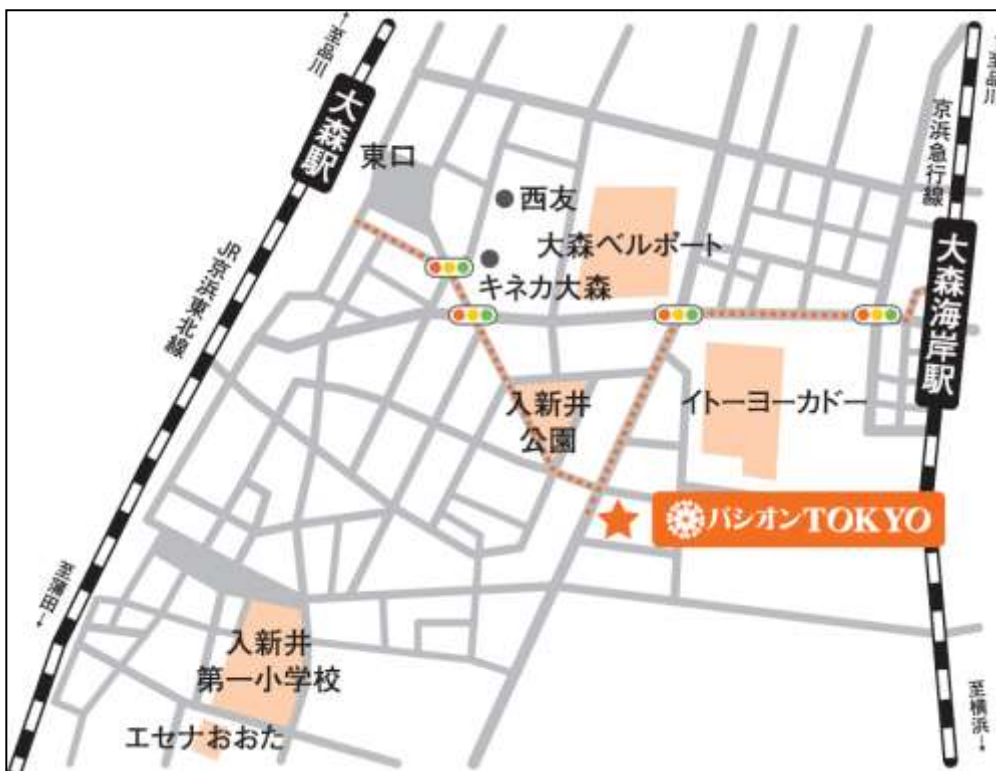 ←至品川
大森駅
東口
西友
大森ベルポート
キネカ大森
JR京浜東北線
←至品川
京浜急行線
大森海岸駅
入新井
公園
イトーヨーカドー
パシオンTOKYO
至蒲田→
入新井
第一小学校
エセナおおた
至横浜→